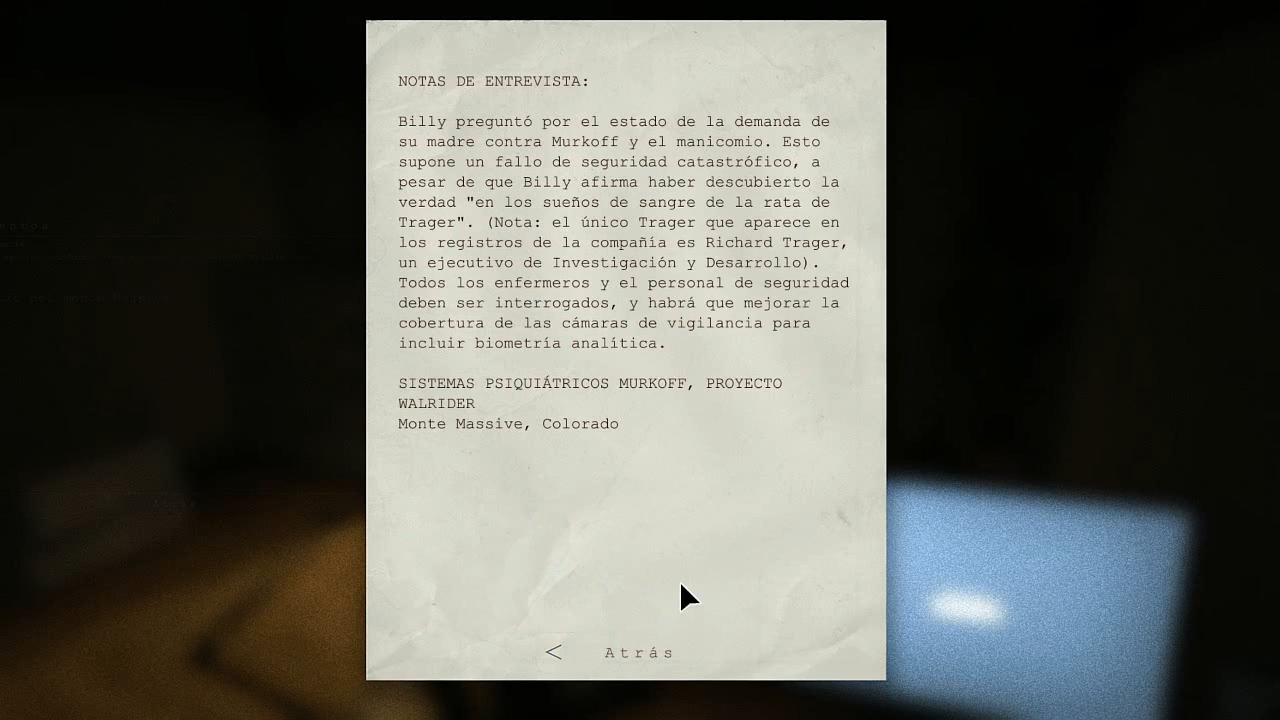 NOTAS DE ENTREVISTA:
Billy preguntó por el estado de la demanda de
su madre contra Murkoff y el manicomio. Esto
supone un fallo de seguridad catastrófico, a
pesar de que Billy afirma haber descubierto la
verdad "en los sueños de sangre de la rata de
Trager". (Nota: el único Trager que aparece en
los registros de la compañía es Richard Trager,
un ejecutivo de Investigación y Desarrollo).
Todos los enfermeros y el personal de seguridad
deben ser interrogados, y habrá que mejorar la
cobertura de las cámaras de vigilancia para
incluir biometría analítica.
SISTEMAS PSIQUIÁTRICOS MURKOFF, PROYECTO
WALRIDER
Monte Massive, Colorado
< Atrás